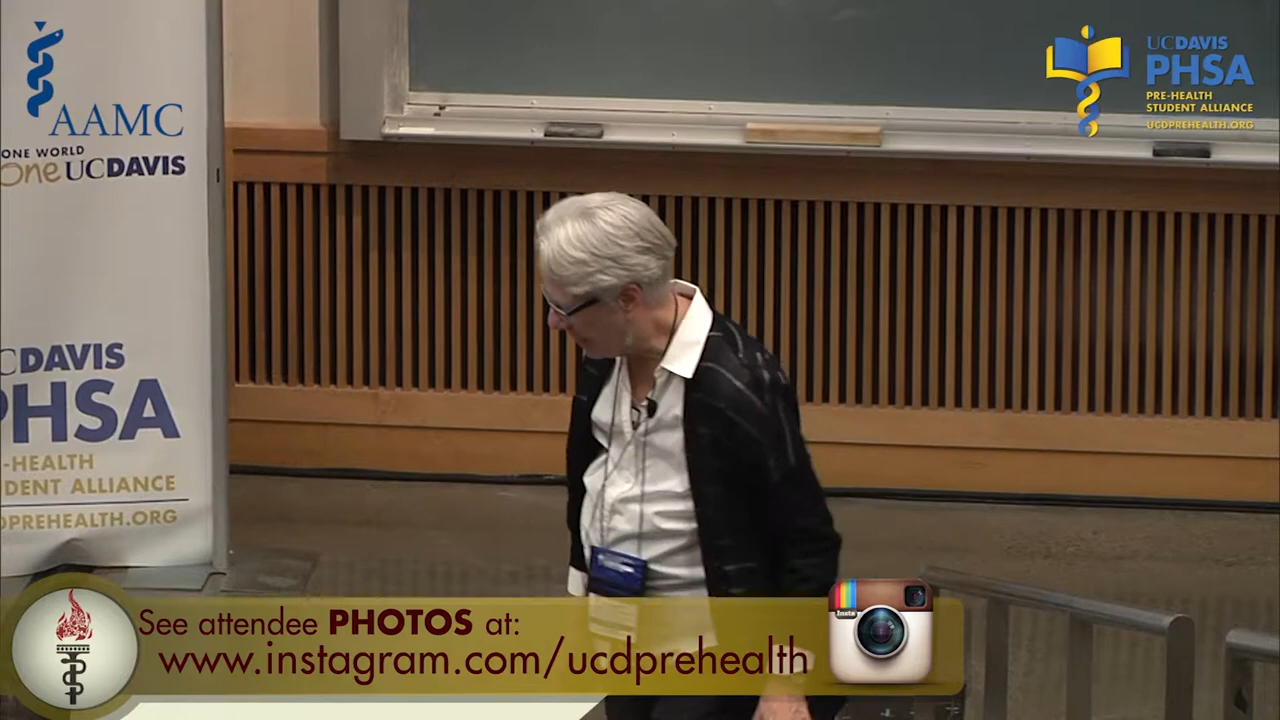 AAMC
ONE WORLD
one UCDAVIS
UCDAVIS
PHSA
PRE-HEALTH
STUDENT ALLIANCE
UCDPREHEALTH.ORG
CDAVIS
PHSA
-HEALTH
DENT ALLIANCE
DPREHEALTH.ORG
See attendee PHOTOS at:
www.instagram.com/ucdprehealth
Insta